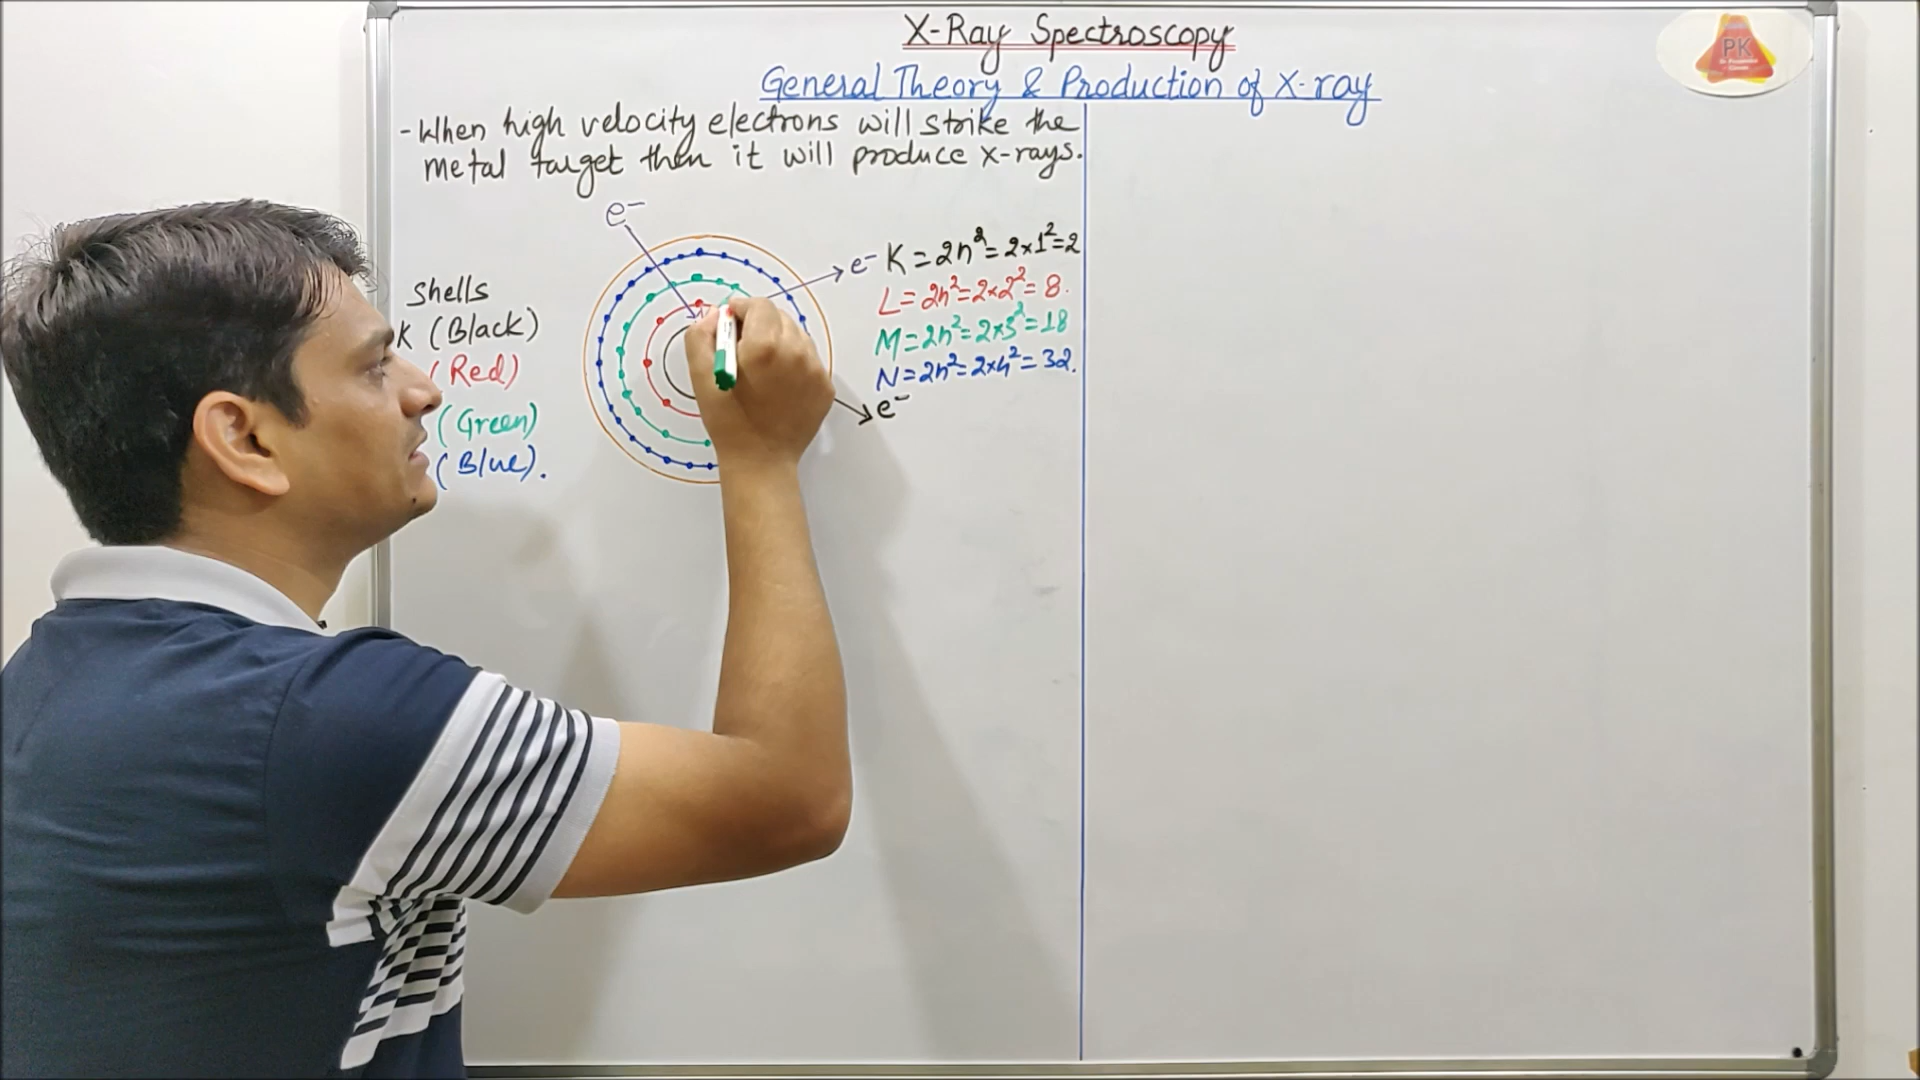 X-Ray Spectroscopy
PK
General Theory & Production of X-ray
- When high velocity electrons will strike the
metal target then it will produce x-rays.
e⁻
e⁻ K = 2n² = 2×1² = 2
L = 2n² = 2×2² = 8.
M = 2n² = 2×3² = 18
N = 2n² = 2×4² = 32.
e⁻
Shells
K (Black)
(Red)
(Green)
(Blue).